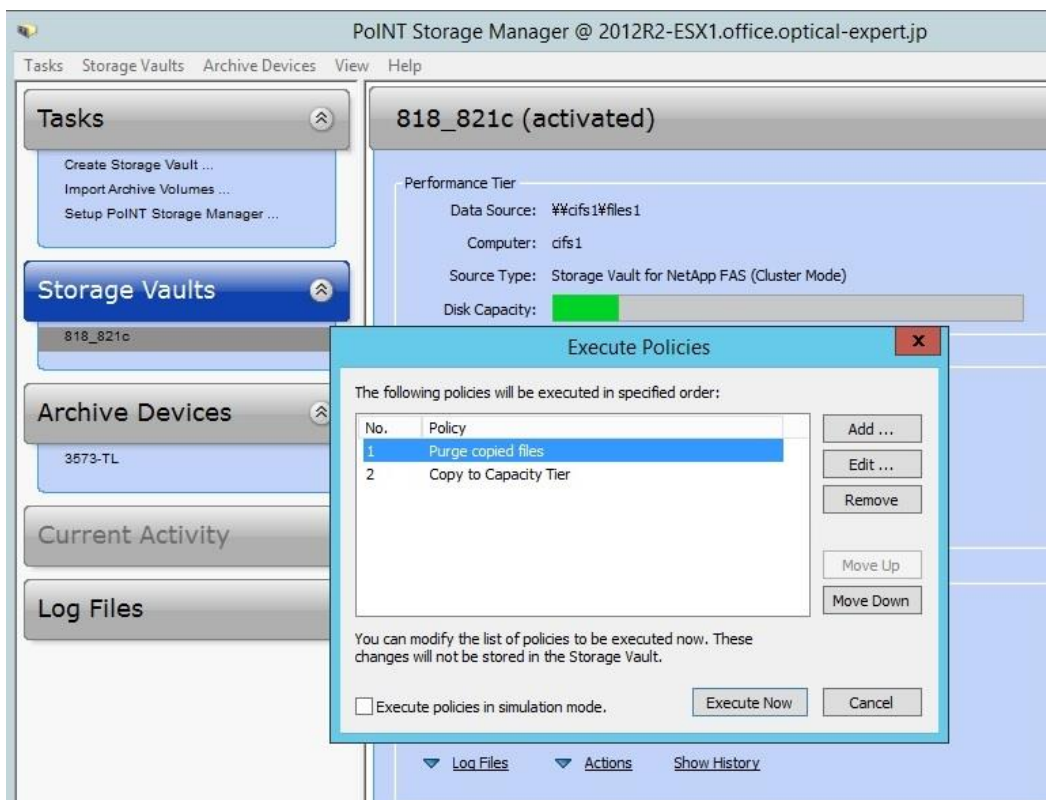 PoINT Storage Manager @ 2012R2-ESX1.office.optical-expert.jp
Tasks Storage Vaults Archive Devices View Help
Tasks
Create Storage Vault ...
Import Archive Volumes ...
Setup PoINT Storage Manager ...
Storage Vaults
818_821c
Archive Devices
3573-TL
Current Activity
Log Files
818_821c (activated)
Performance Tier
Data Source: ¥¥cifs1¥files1
Computer: cifs1
Source Type: Storage Vault for NetApp FAS (Cluster Mode)
Disk Capacity:
Execute Policies
x
The following policies will be executed in specified order:
No. Policy
1 Purge copied files
2 Copy to Capacity Tier
Add ...
Edit ...
Remove
Move Up
Move Down
You can modify the list of policies to be executed now. These
changes will not be stored in the Storage Vault.
Execute policies in simulation mode.
Execute Now
Cancel
Log Files Actions Show History